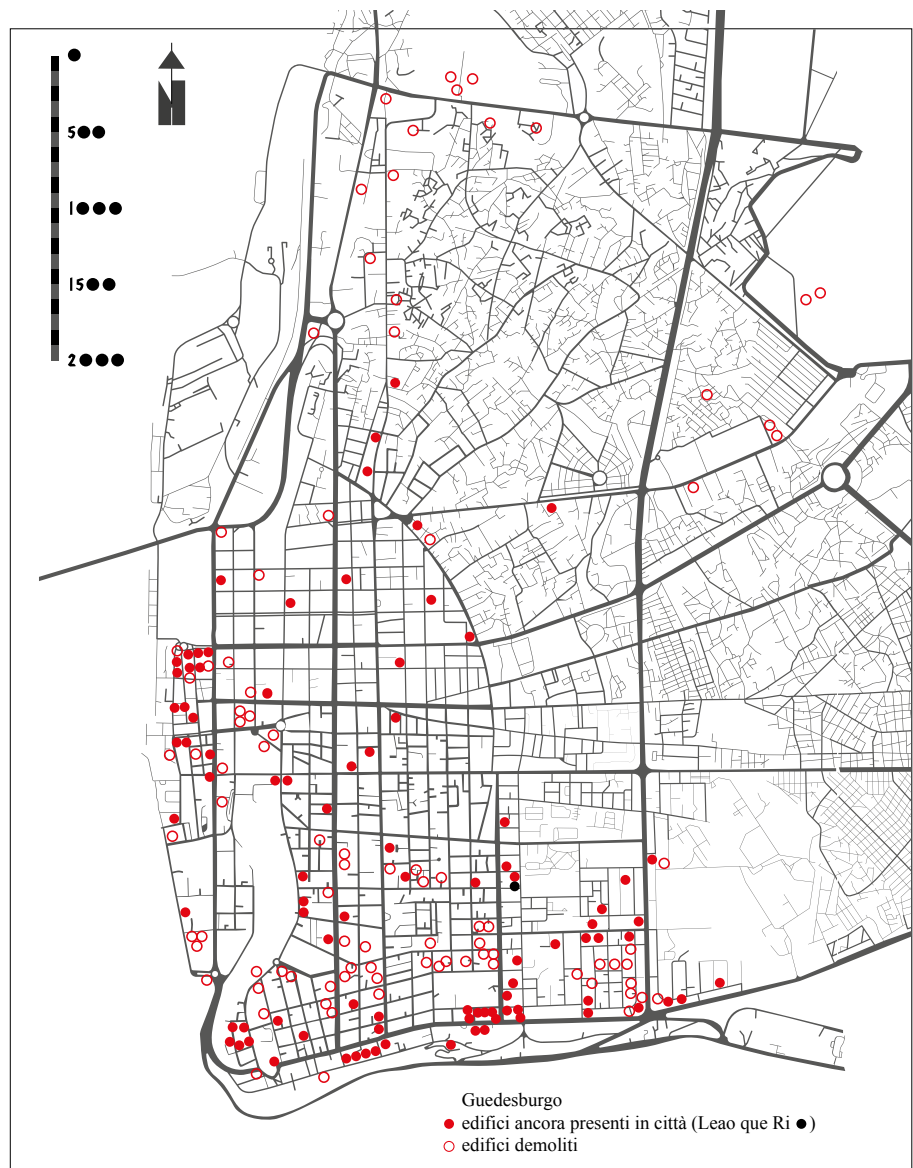 ●
5●●
1●●●
15●●
2●●●
N
Guedesburgo
● edifici ancora presenti in città (Leao que Ri ●)
○ edifici demoliti